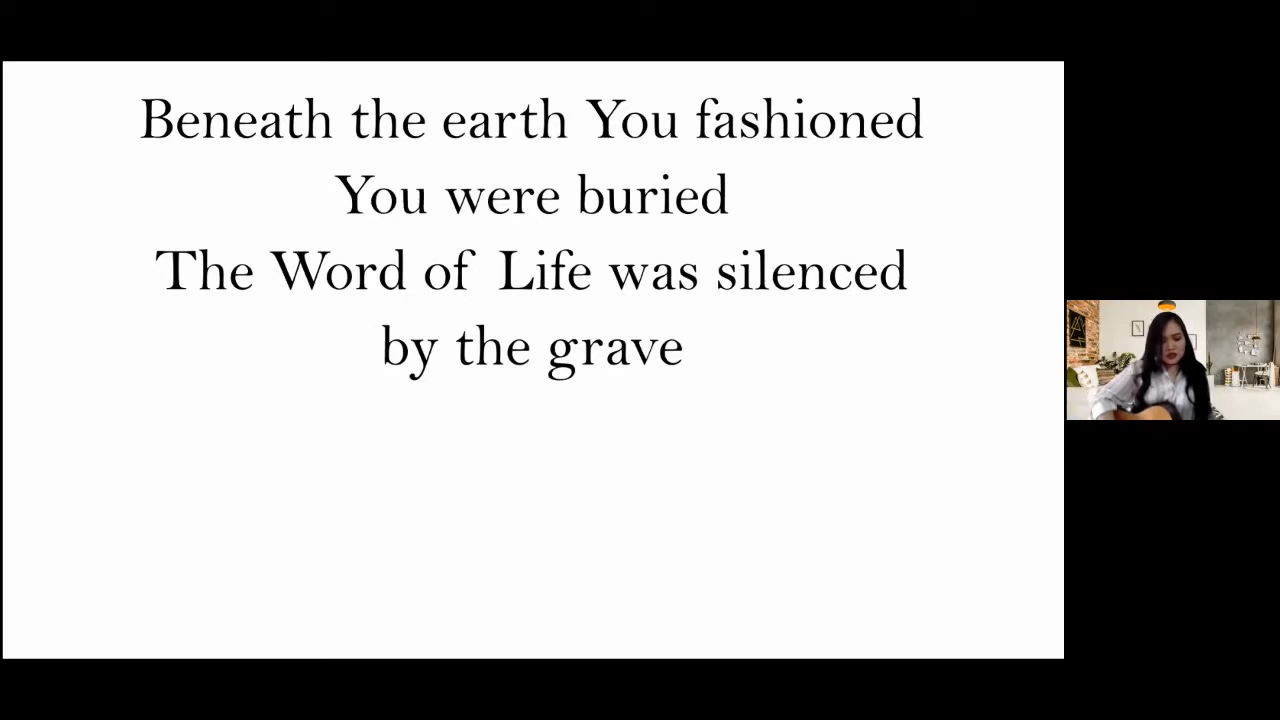 Beneath the earth You fashioned
You were buried
The Word of Life was silenced
by the grave